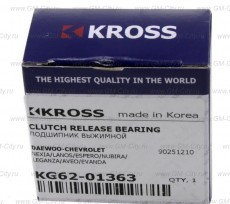 KROSS
THE HIGHEST QUALITY IN THE WORLD
KROSS
made in Korea
CLUTCH RELEASE BEARING
ПОДШИПНИК ВЫЖИМНОЙ
DAEWOO-CHEVROLET
NEXIA/LANOS/ESPERO/NUBIRA/ 90251210
LEGANZA/AVEO/EVANDA
KG62-01363 QTY. 1